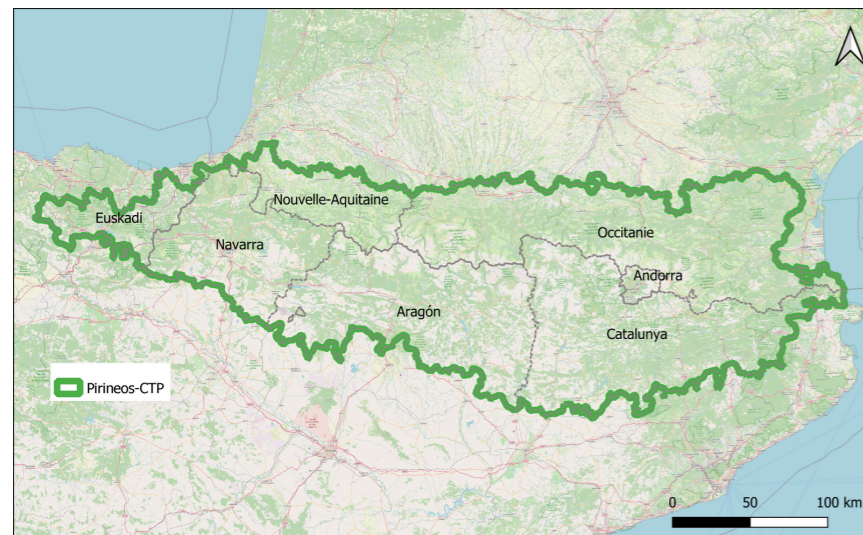 Euskadi
Nouvelle-Aquitaine
Navarra
Occitanie
Andorra
Aragón
Catalunya
Pirineos-CTP
0 50 100 km